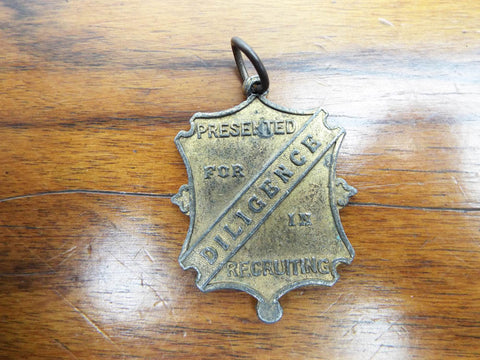 PRESENTED
FOR
DILIGENCE
IN
RECRUITING